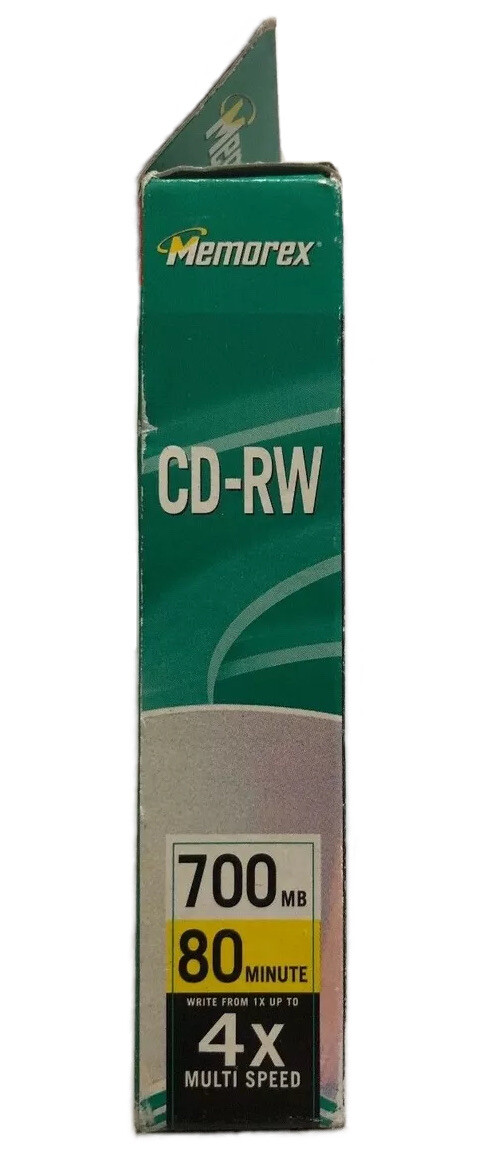 Memorex
CD-RW
700 MB
80 MINUTE
WRITE FROM 1X UP TO
4X
MULTI SPEED